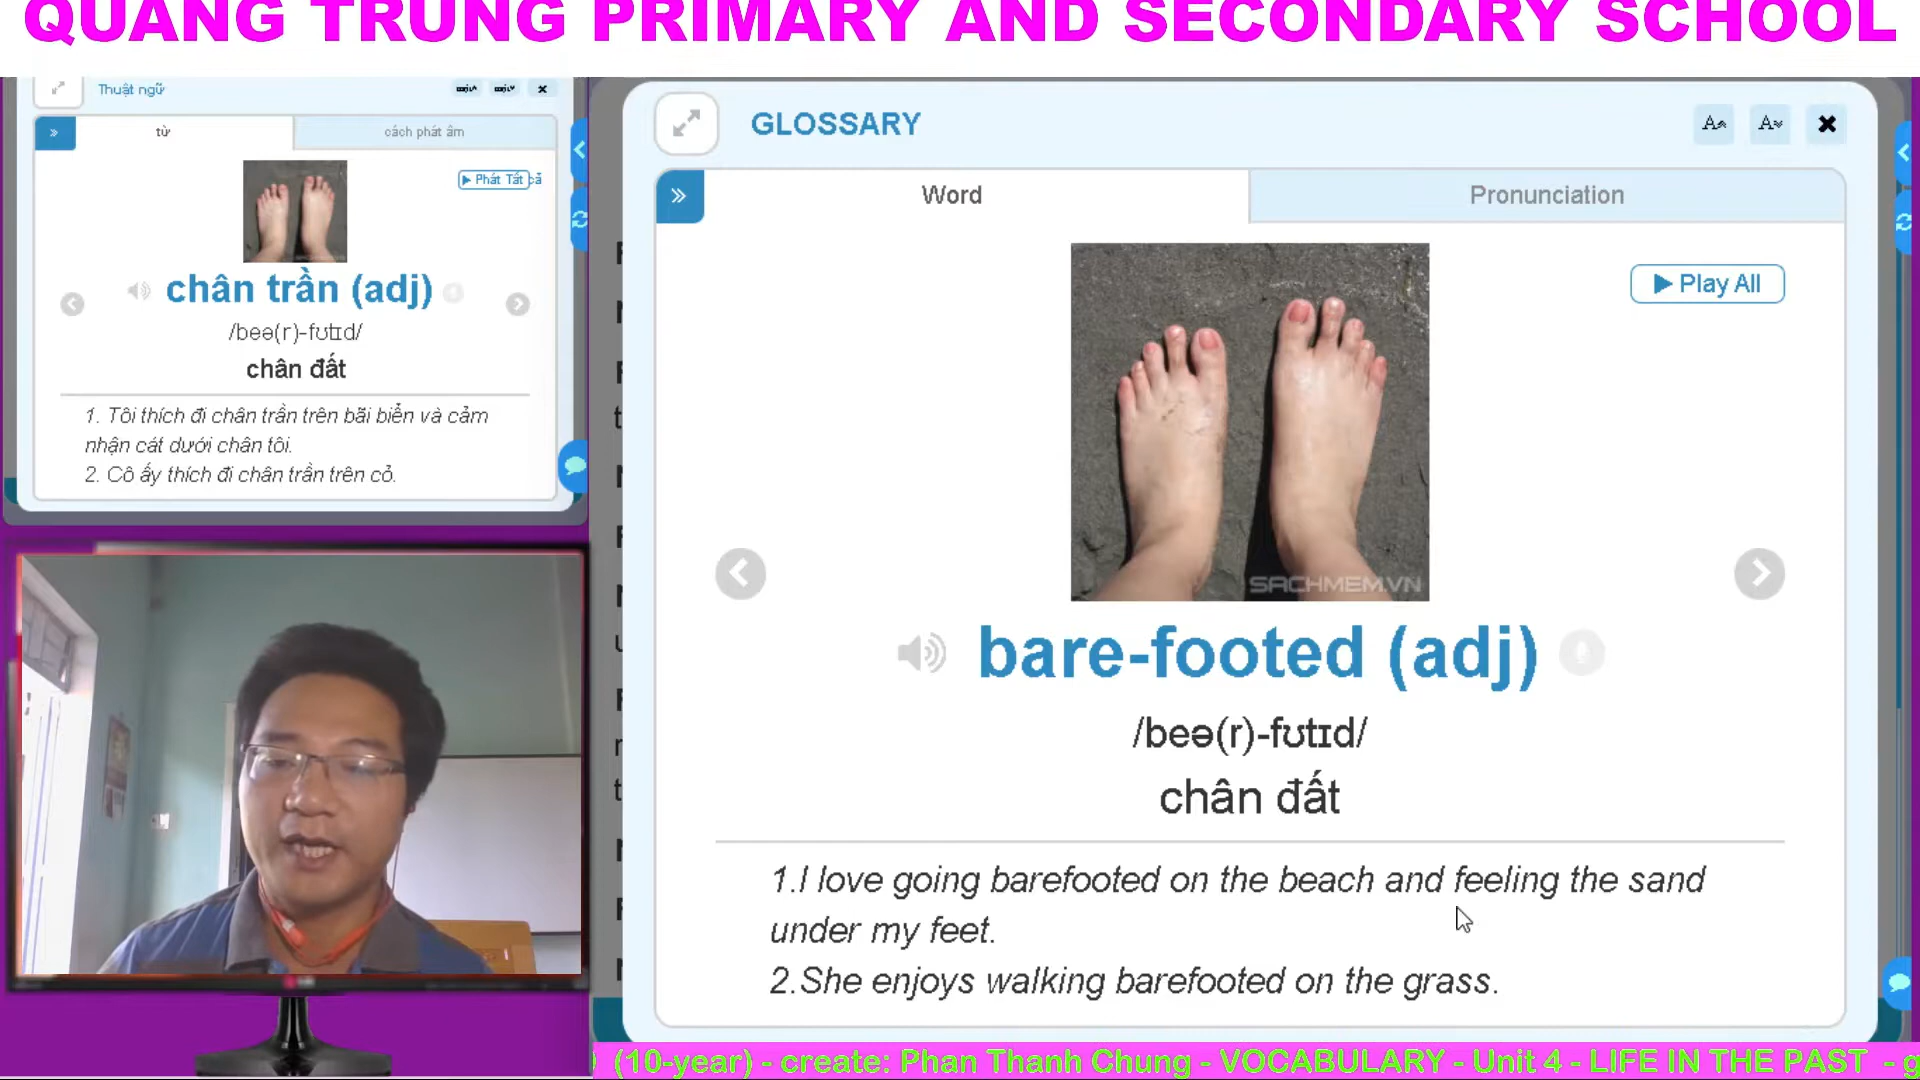 QUANG TRUNG PRIMARY AND SECONDARY SCHOOL
Thuật ngữ
từ
cách phát âm
Phát Tất cả
chân trần (adj)
/beə(r)-fʊtɪd/
chân đất
1. Tôi thích đi chân trần trên bãi biển và cảm
nhận cát dưới chân tôi.
2. Cô ấy thích đi chân trần trên cỏ.
GLOSSARY
Word
Pronunciation
Play All
SACHMEM.VN
bare-footed (adj)
/beə(r)-fʊtɪd/
chân đất
1.I love going barefooted on the beach and feeling the sand
under my feet.
2.She enjoys walking barefooted on the grass.
(10-year) - create: Phan Thanh Chung - VOCABULARY - Unit 4 - LIFE IN THE PAST - g